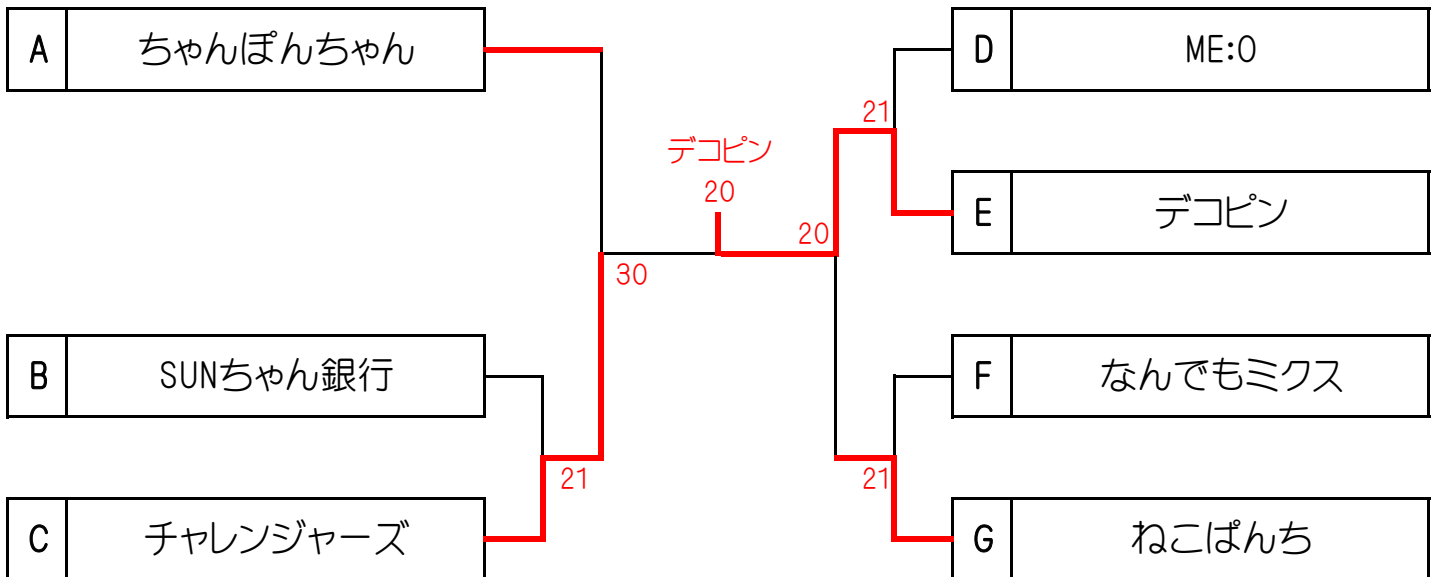 A ちゃんぽんちゃん
D ME:O
21
デコピン
20
E デコピン
20
30
B SUNちゃん銀行
F なんでもミクス
21
21
C チャレンジャーズ
G ねこぱんち